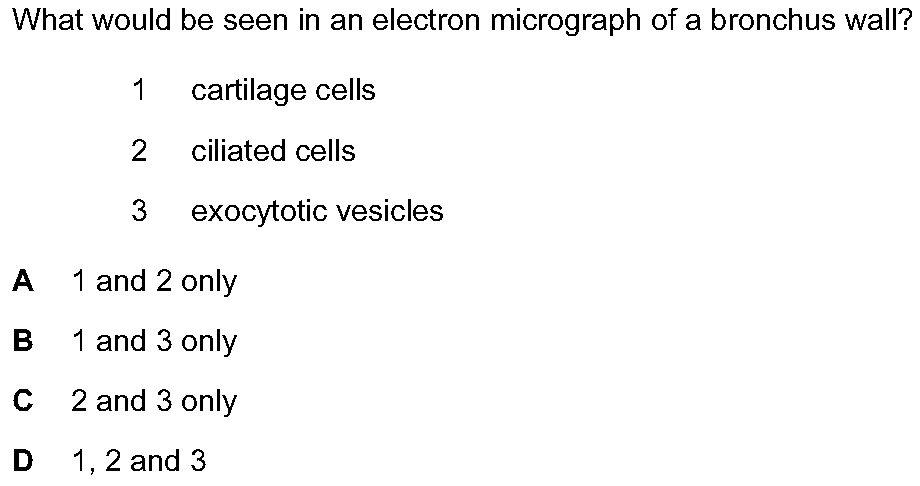 What would be seen in an electron micrograph of a bronchus wall?
1 cartilage cells
2 ciliated cells
3 exocytotic vesicles
A 1 and 2 only
B 1 and 3 only
C 2 and 3 only
D 1, 2 and 3